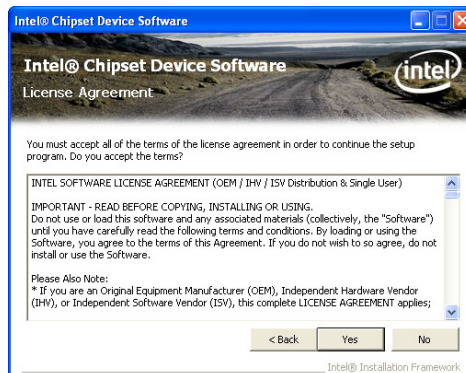 Intel® Chipset Device Software
Intel® Chipset Device Software
intel
License Agreement
You must accept all of the terms of the license agreement in order to continue the setup
program. Do you accept the terms?
INTEL SOFTWARE LICENSE AGREEMENT (OEM / IHV / ISV Distribution & Single User)
IMPORTANT - READ BEFORE COPYING, INSTALLING OR USING.
Do not use or load this software and any associated materials (collectively, the "Software")
until you have carefully read the following terms and conditions. By loading or using the
Software, you agree to the terms of this Agreement. If you do not wish to so agree, do not
install or use the Software.
Please Also Note:
* If you are an Original Equipment Manufacturer (OEM), Independent Hardware Vendor
(IHV), or Independent Software Vendor (ISV), this complete LICENSE AGREEMENT applies;
< Back Yes No
Intel® Installation Framework